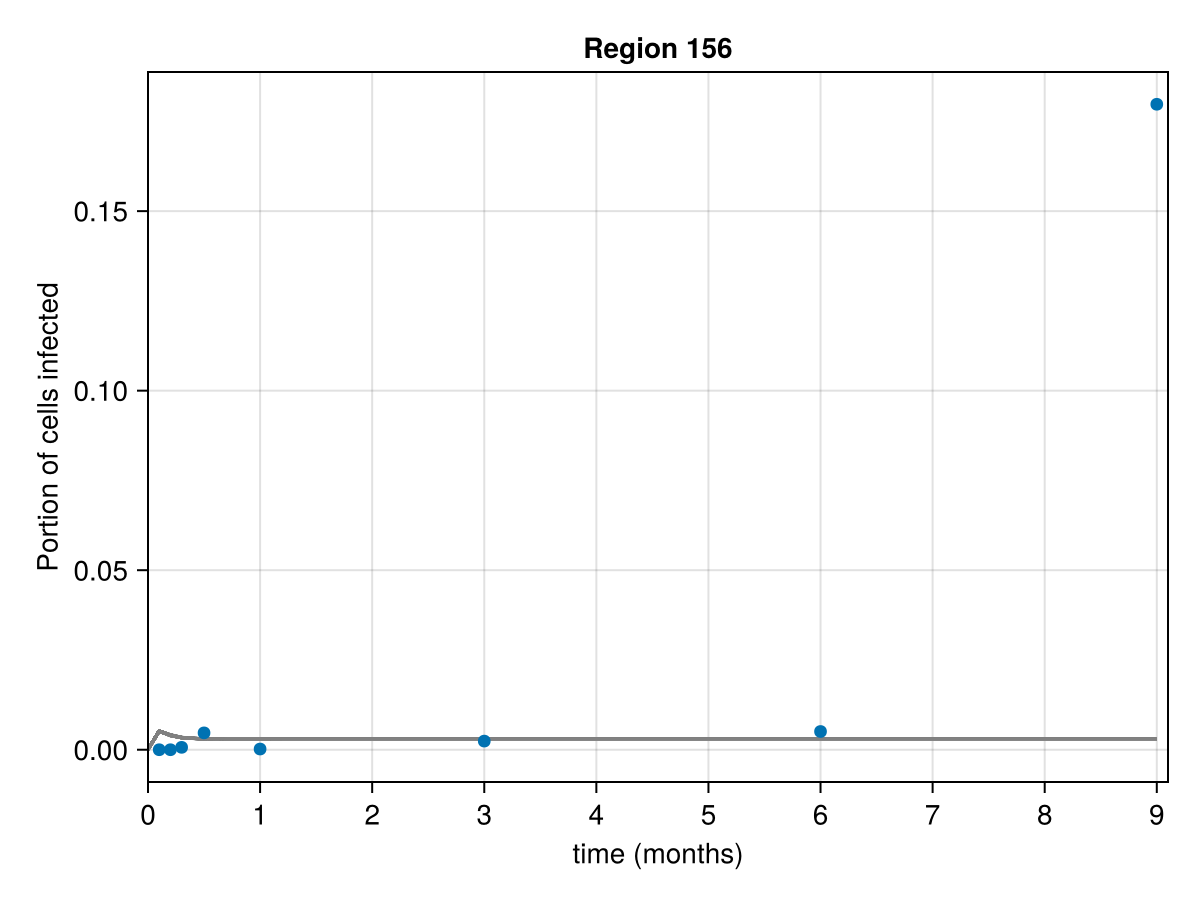 Region 156
Portion of cells infected
0.15
0.10
0.05
0.00
0 1 2 3 4 5 6 7 8 9
time (months)